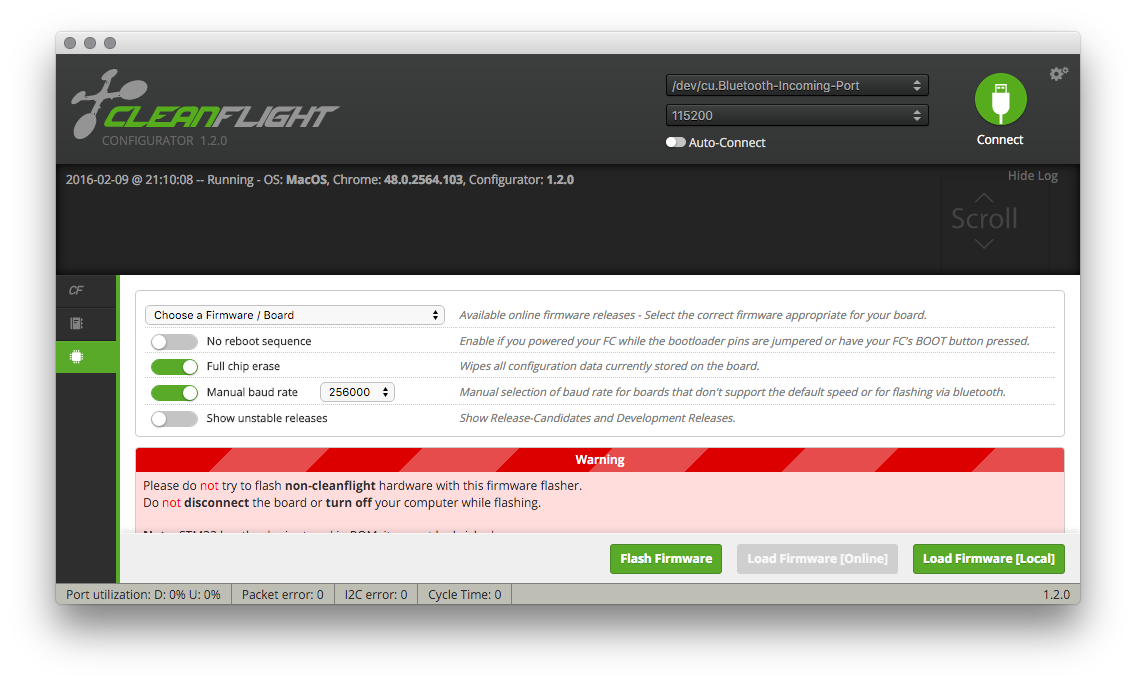 CLEANFLIGHT
CONFIGURATOR 1.2.0
/dev/cu.Bluetooth-Incoming-Port
115200
Auto-Connect
Connect
2016-02-09 @ 21:10:08 -- Running - OS: MacOS, Chrome: 48.0.2564.103, Configurator: 1.2.0
Hide Log
Scroll
CF
Choose a Firmware / Board
Available online firmware releases - Select the correct firmware appropriate for your board.
No reboot sequence
Enable if you powered your FC while the bootloader pins are jumpered or have your FC's BOOT button pressed.
Full chip erase
Wipes all configuration data currently stored on the board.
Manual baud rate
256000
Manual selection of baud rate for boards that don't support the default speed or for flashing via bluetooth.
Show unstable releases
Show Release-Candidates and Development Releases.
Warning
Please do not try to flash non-cleanflight hardware with this firmware flasher.
Do not disconnect the board or turn off your computer while flashing.
Flash Firmware
Load Firmware [Online]
Load Firmware [Local]
Port utilization: D: 0% U: 0%
Packet error: 0
I2C error: 0
Cycle Time: 0
1.2.0